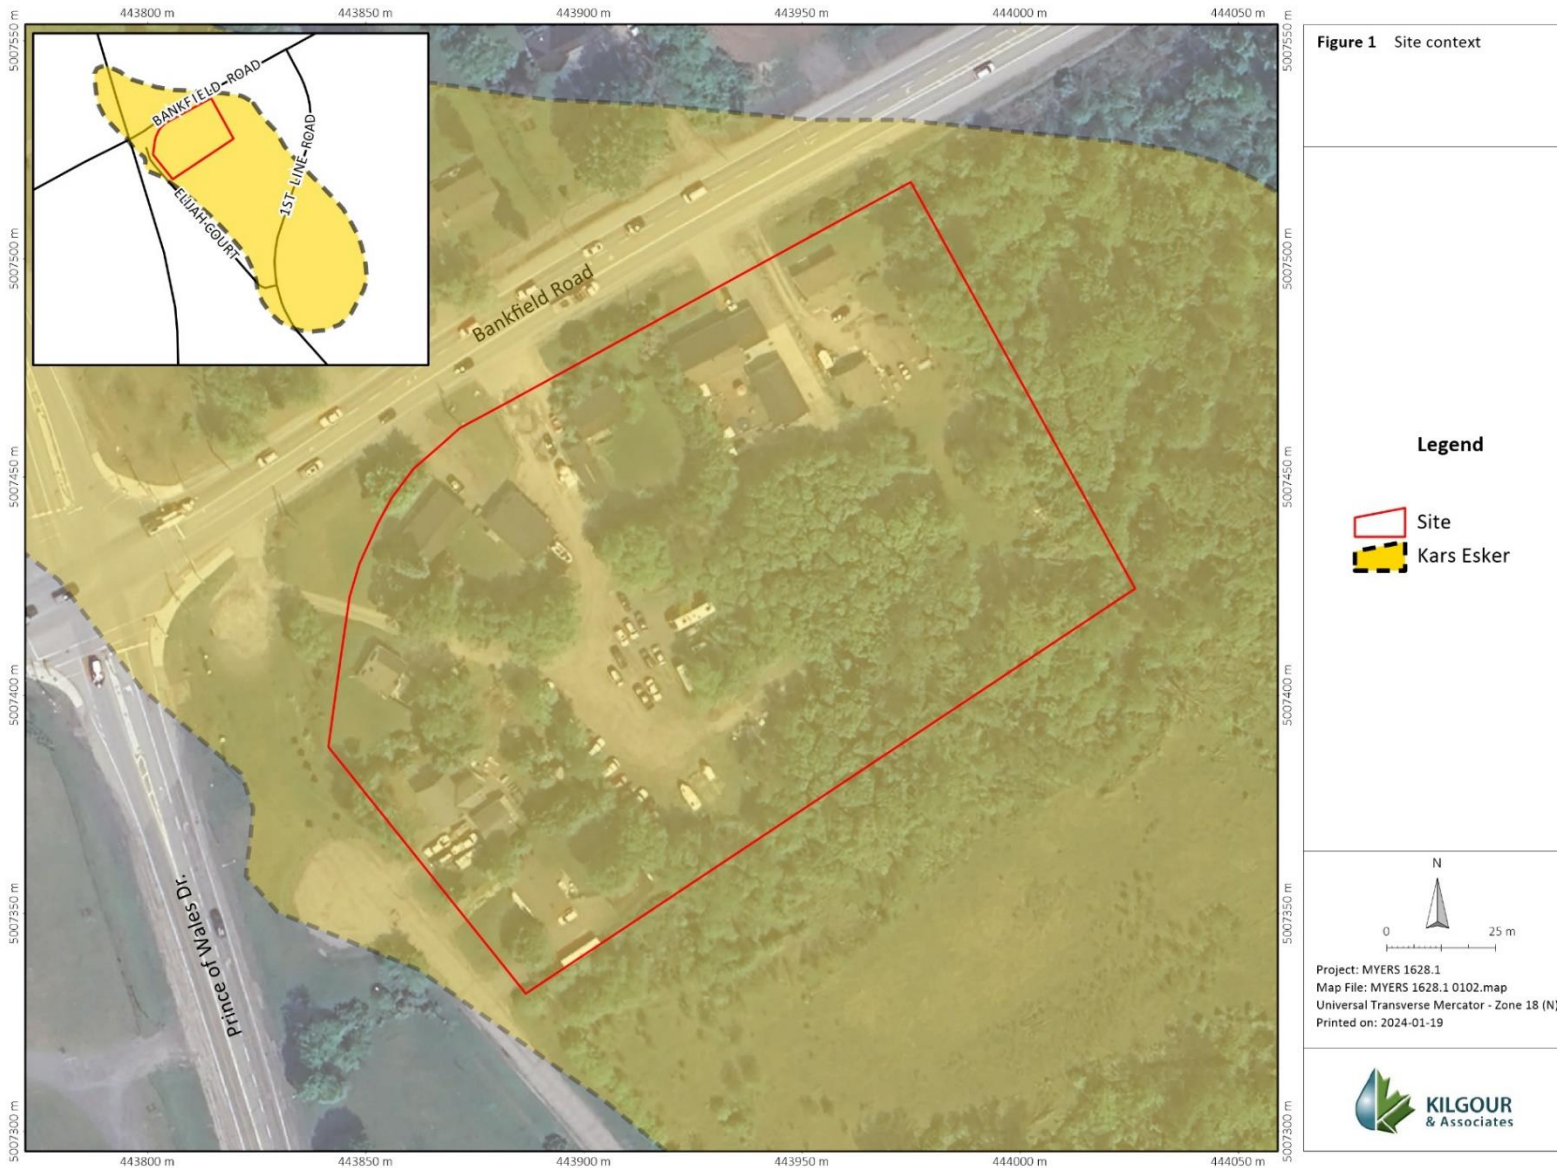 443800 m
443850 m
443900 m
443950 m
444000 m
444050 m
5007550 m
5007500 m
5007450 m
5007400 m
5007350 m
5007300 m
BANKFIELD ROAD
1ST LINE ROAD
ELIJAH COURT
Bankfield Road
Prince of Wales Dr.
5007550 m
5007500 m
5007450 m
5007400 m
5007350 m
5007300 m
443800 m
443850 m
443900 m
443950 m
444000 m
444050 m
Figure 1 Site context
Legend
Site
Kars Esker
N
0 25 m
Project: MYERS 1628.1
Map File: MYERS 1628.1 0102.map
Universal Transverse Mercator - Zone 18 (N)
Printed on: 2024-01-19
KILGOUR
& Associates